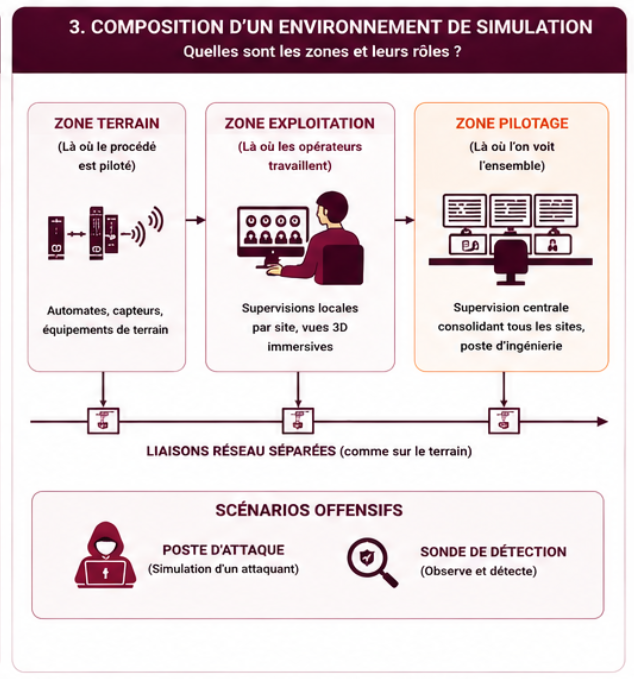 3. COMPOSITION D’UN ENVIRONNEMENT DE SIMULATION
Quelles sont les zones et leurs rôles ?
ZONE TERRAIN
(Là où le procédé
est piloté)
Automates, capteurs,
équipements de terrain
ZONE EXPLOITATION
(Là où les opérateurs
travaillent)
Supervisions locales
par site, vues 3D
immersives
ZONE PILOTAGE
(Là où l’on voit
l’ensemble)
Supervision centrale
consolidant tous les sites,
poste d’ingénierie
LIAISONS RÉSEAU SÉPARÉES (comme sur le terrain)
SCÉNARIOS OFFENSIFS
POSTE D’ATTAQUE
(Simulation d’un attaquant)
SONDE DE DÉTECTION
(Observe et détecte)